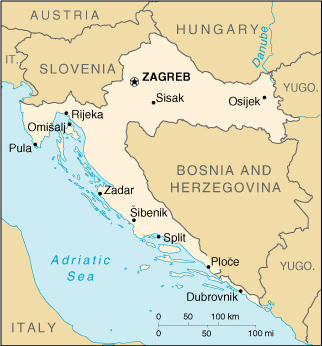 AUSTRIA
HUNGARY
Danube
IT.
SLOVENIA
ZAGREB
Sisak
Osijek
YUGO.
Rijeka
Omisalj
Pula
BOSNIA AND
HERZEGOVINA
Zadar
Šibenik
Split
Adriatic
Sea
Ploče
YUGO.
Dubrovnik
ITALY
0 50 100 km
0 50 100 mi